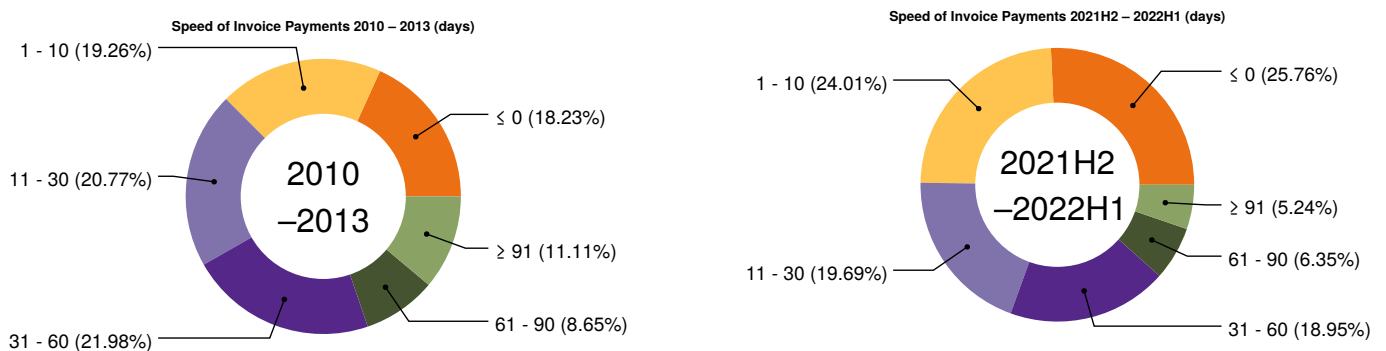 Speed of Invoice Payments 2010 – 2013 (days)
1 - 10 (19.26%)
≤ 0 (18.23%)
11 - 30 (20.77%)
2010
–2013
≥ 91 (11.11%)
61 - 90 (8.65%)
31 - 60 (21.98%)
Speed of Invoice Payments 2021H2 – 2022H1 (days)
≤ 0 (25.76%)
1 - 10 (24.01%)
2021H2
–2022H1
≥ 91 (5.24%)
61 - 90 (6.35%)
11 - 30 (19.69%)
31 - 60 (18.95%)